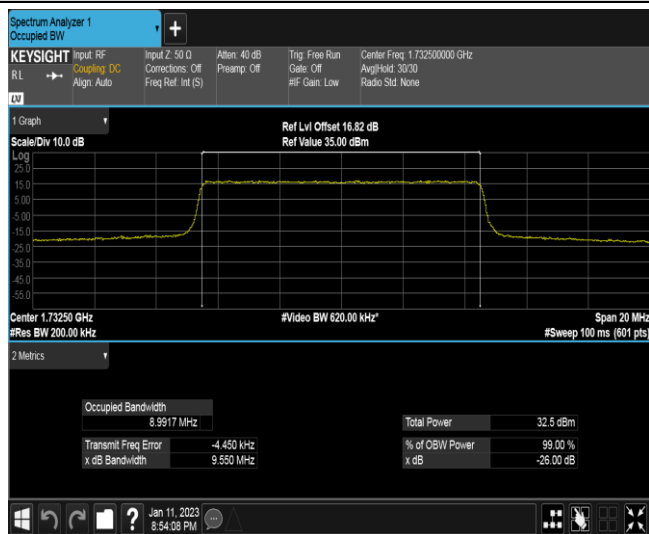 Spectrum Analyzer 1
Occupied BW
+
KEYSIGHT
RL
LXI
Input: RF
Coupling: DC
Align: Auto
Input Z: 50 Ω
Corrections: Off
Freq Ref: Int (S)
Atten: 40 dB
Preamp: Off
Trig: Free Run
Gate: Off
#IF Gain: Low
Center Freq: 1.732500000 GHz
Avg|Hold: 30/30
Radio Std: None
1 Graph
Scale/Div 10.0 dB
Ref Lvl Offset 16.82 dB
Ref Value 35.00 dBm
Log
25.0
15.0
5.00
-5.00
-15.0
-25.0
-35.0
-45.0
-55.0
Center 1.73250 GHz
#Res BW 200.00 kHz
#Video BW 620.00 kHz*
Span 20 MHz
#Sweep 100 ms (601 pts)
2 Metrics
Occupied Bandwidth
8.9917 MHz
Transmit Freq Error -4.450 kHz
x dB Bandwidth 9.550 MHz
Total Power 32.5 dBm
% of OBW Power 99.00 %
x dB -26.00 dB
?
Jan 11, 2023
8:54:08 PM